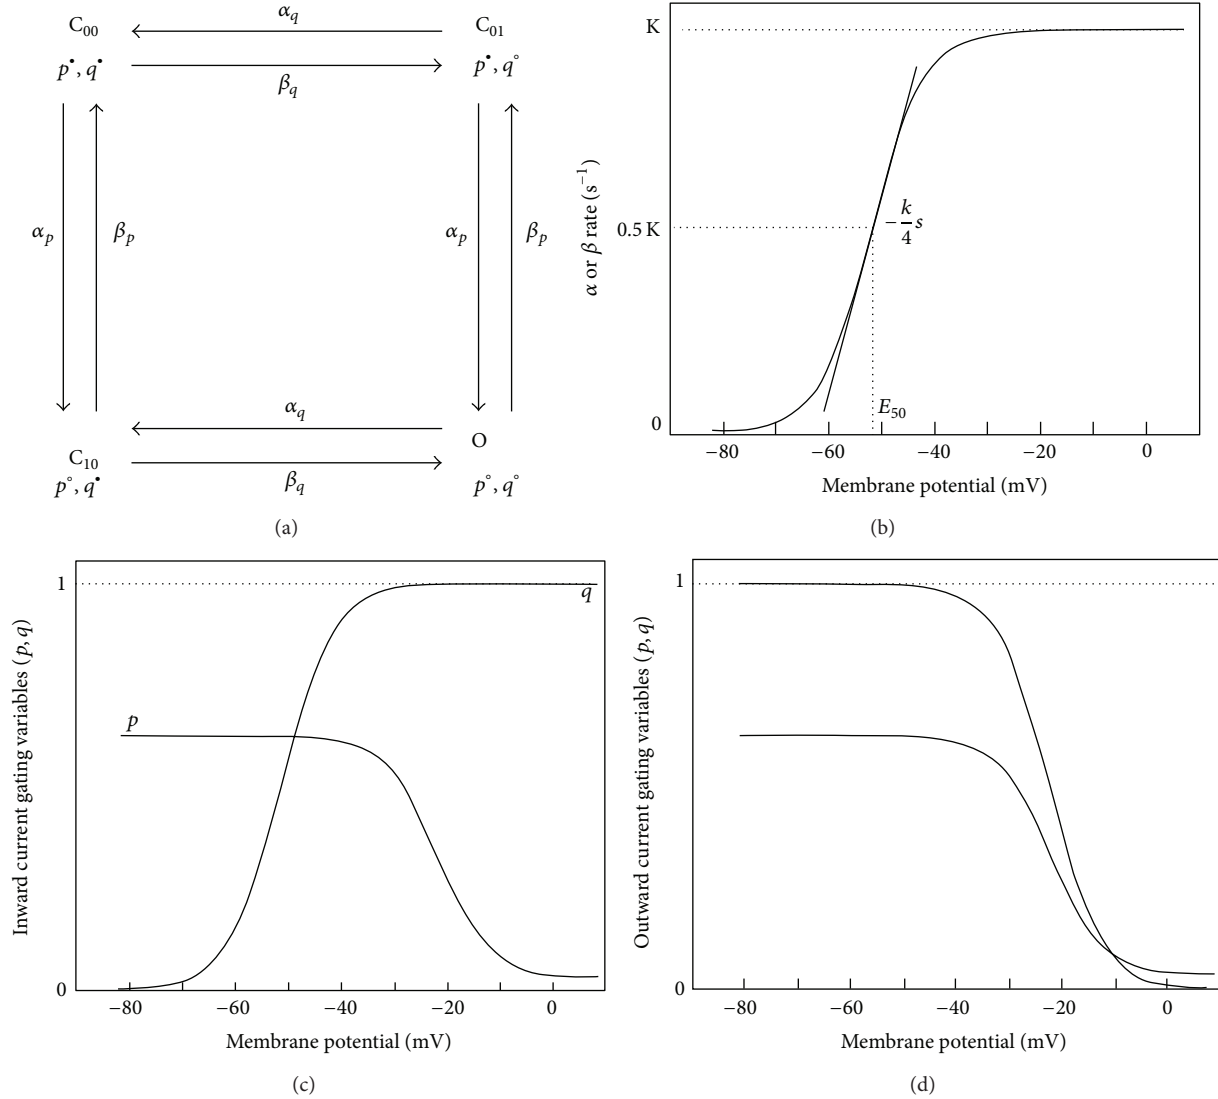 C₀₀
α_q
C₀₁
p•, q•
β_q
p•, q°
α_p
β_p
α_p
β_p
α_q
O
C₁₀
β_q
p°, q•
p°, q°
(a)
K
0.5 K
0
α or β rate (s⁻¹)
−k/4 s
E₅₀
−80 −60 −40 −20 0
Membrane potential (mV)
(b)
1
0
Inward current gating variables (p, q)
q
p
−80 −60 −40 −20 0
Membrane potential (mV)
(c)
1
0
Outward current gating variables (p, q)
−80 −60 −40 −20 0
Membrane potential (mV)
(d)